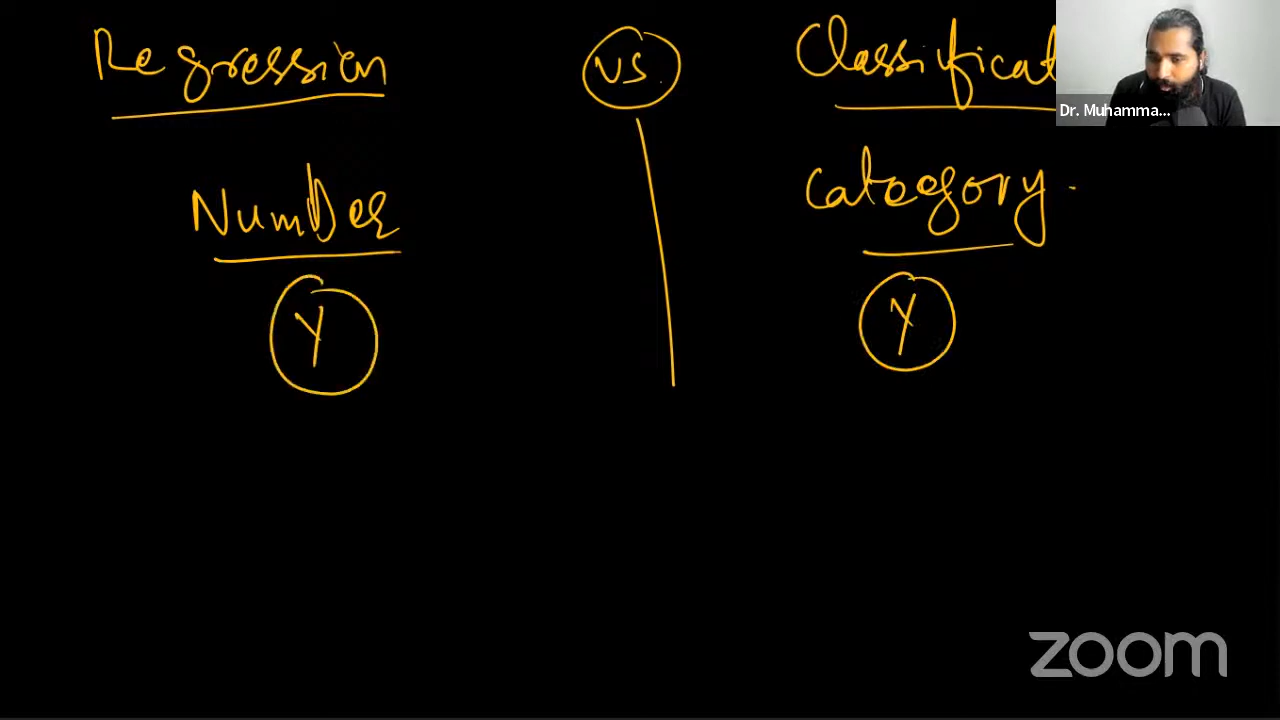 Regression vs Classificat
Dr. Muhamma...
Number category.
Y Y
zoom